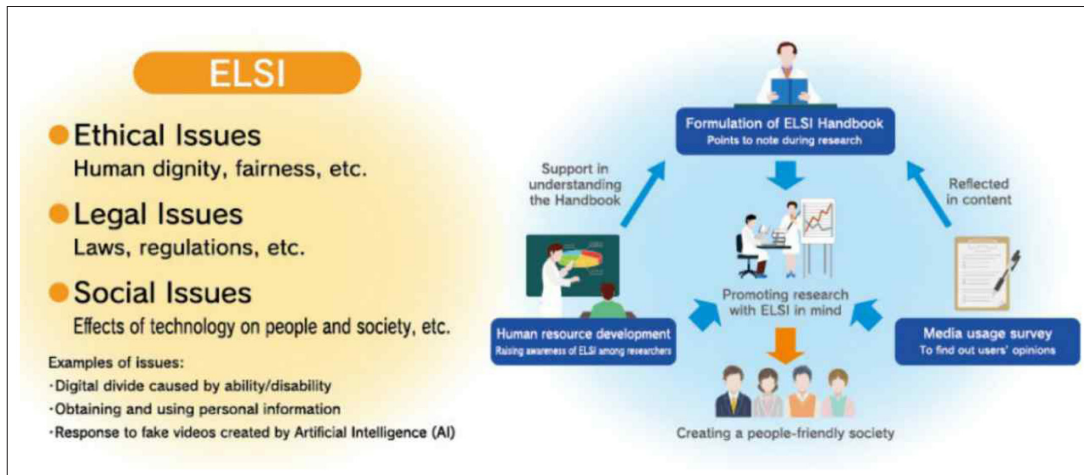 ELSI
●Ethical Issues
Human dignity, fairness, etc.
●Legal Issues
Laws, regulations, etc.
●Social Issues
Effects of technology on people and society, etc.
Examples of issues:
・Digital divide caused by ability/disability
・Obtaining and using personal information
・Response to fake videos created by Artificial Intelligence (AI)
Formulation of ELSI Handbook
Points to note during research
Support in
understanding
the Handbook
Reflected
in content
Promoting research
with ELSI in mind
Human resource development
Raising awareness of ELSI among researchers
Media usage survey
To find out users' opinions
Creating a people-friendly society